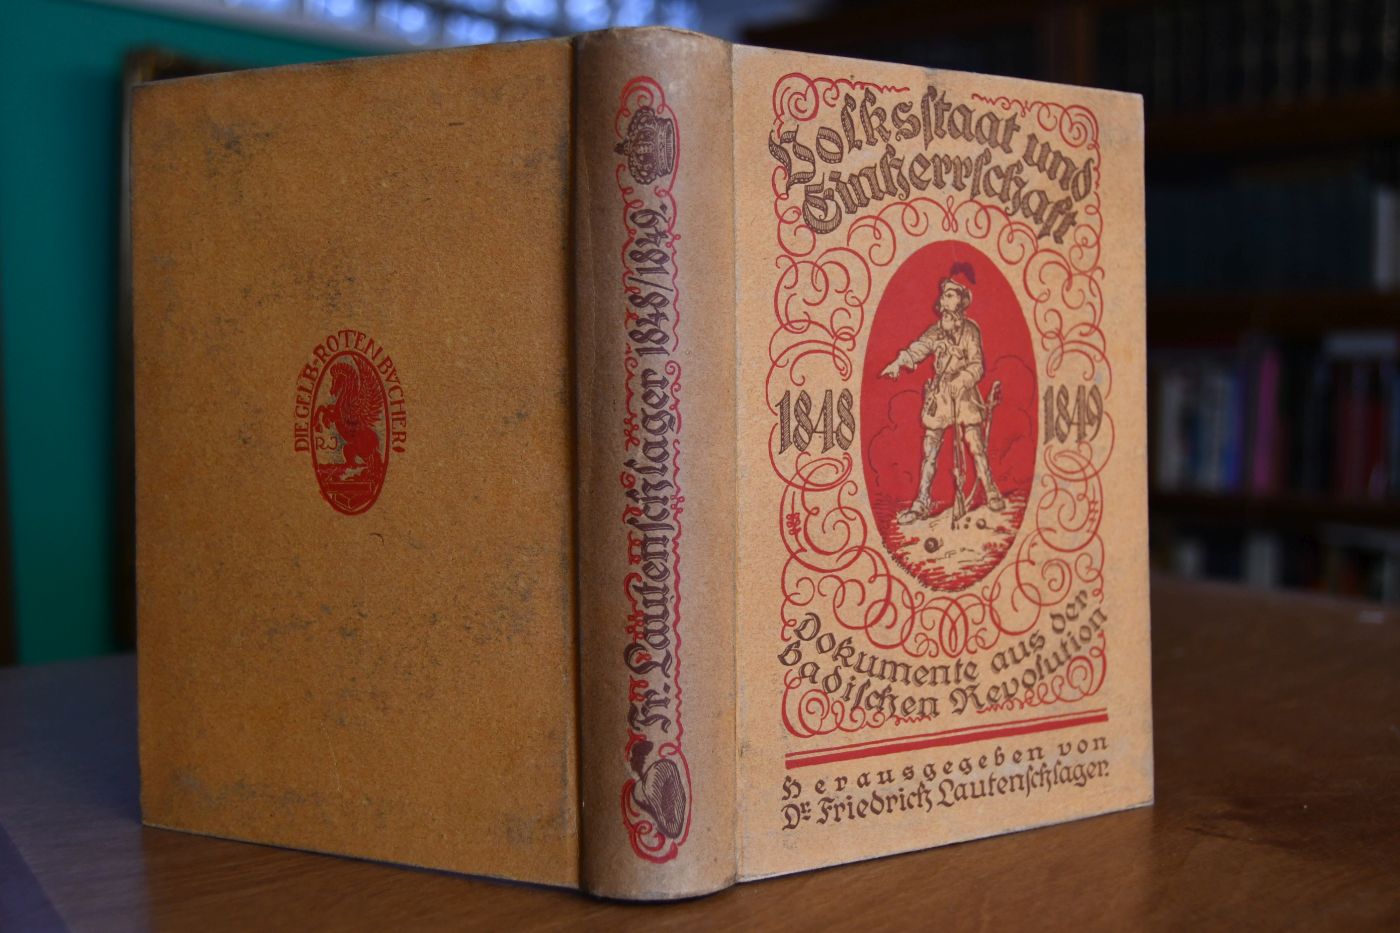 DIE GELB-ROTEN BÜCHER
Fr. Lautenschlager 1848/1849.
Volksstaat und
Einherrschaft
1848
1849
Dokumente aus der
badischen Revolution
Herausgegeben von
Dr. Friedrich Lautenschlager.